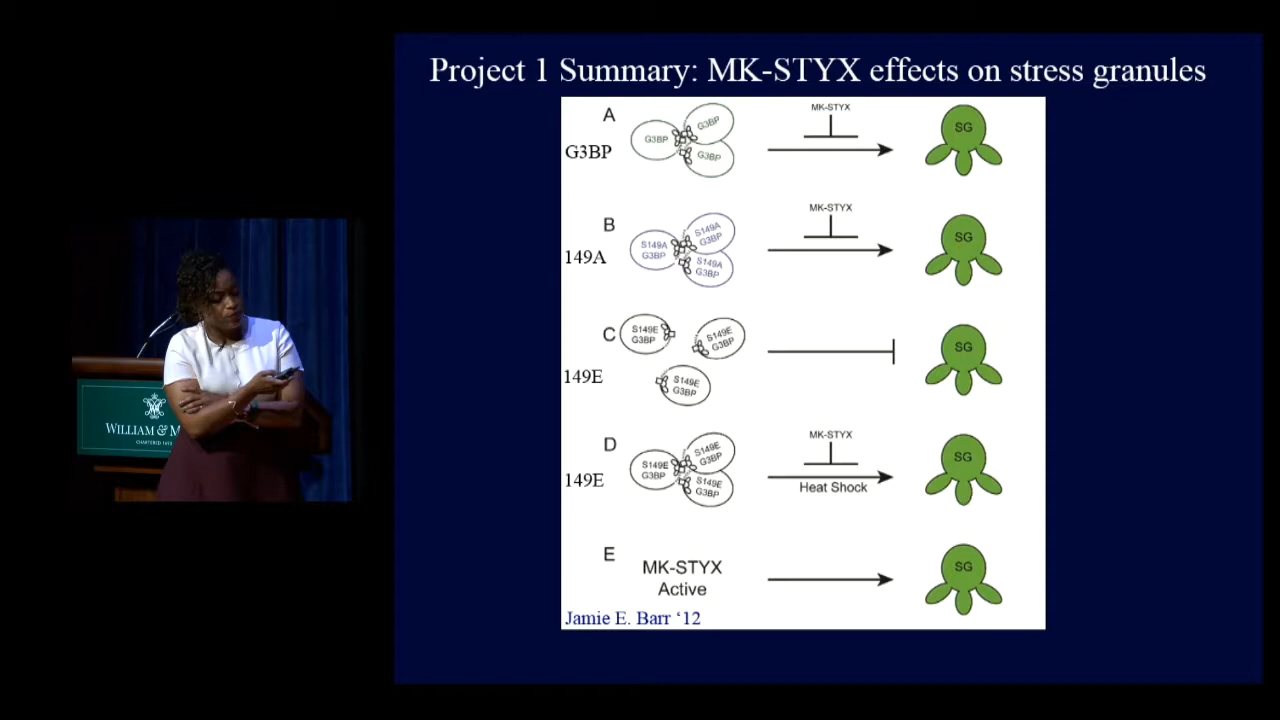 Project 1 Summary: MK-STYX effects on stress granules
A
G3BP
G3BP
G3BP
G3BP
MK-STYX
SG
B
149A
S149A
G3BP
S149A
G3BP
S149A
G3BP
MK-STYX
SG
C
149E
S149E
G3BP
S149E
G3BP
S149E
G3BP
SG
D
149E
S149E
G3BP
S149E
G3BP
S149E
G3BP
MK-STYX
Heat Shock
SG
E
MK-STYX
Active
SG
Jamie E. Barr ‘12
WILLIAM & M
CHARTERED 1693